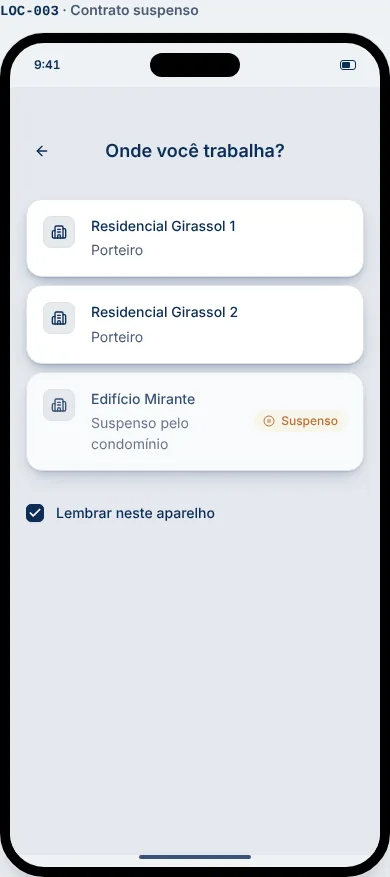 LOC-003 · Contrato suspenso
9:41
Onde você trabalha?
Residencial Girassol 1
Porteiro
Residencial Girassol 2
Porteiro
Edifício Mirante
Suspenso pelo
condomínio
Suspenso
Lembrar neste aparelho